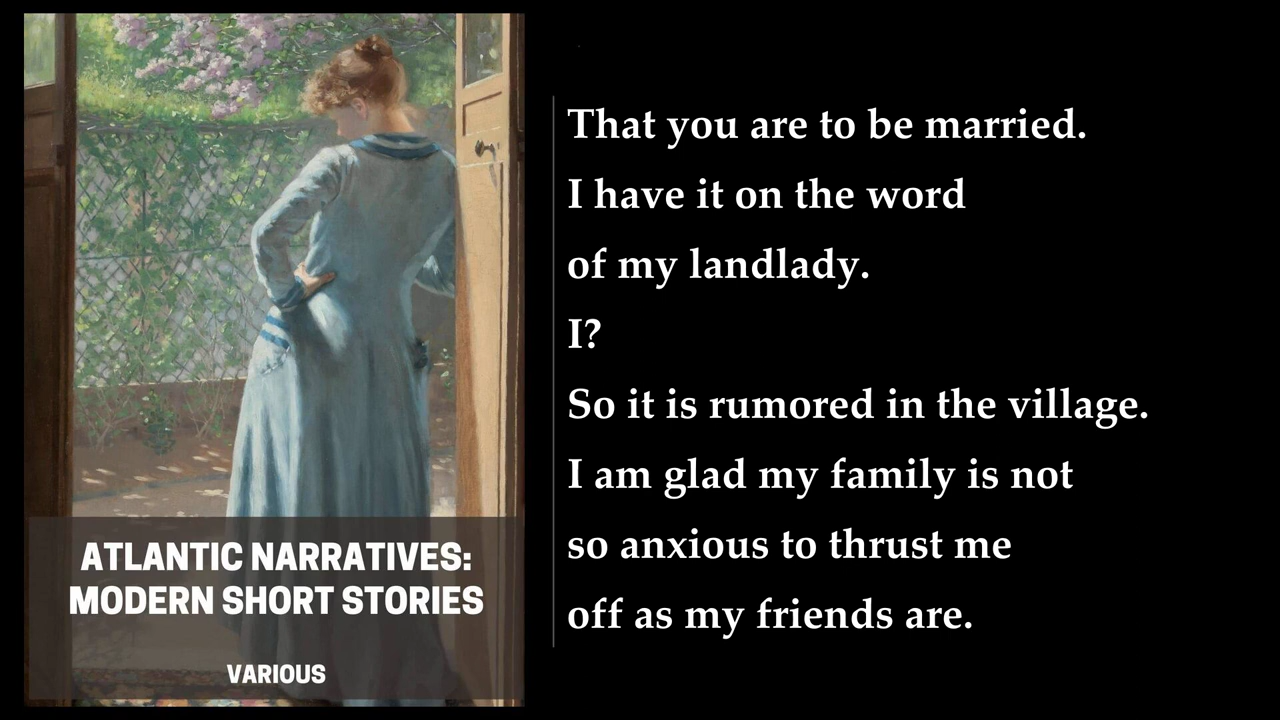 ATLANTIC NARRATIVES:
MODERN SHORT STORIES
VARIOUS
That you are to be married.
I have it on the word
of my landlady.
I?
So it is rumored in the village.
I am glad my family is not
so anxious to thrust me
off as my friends are.